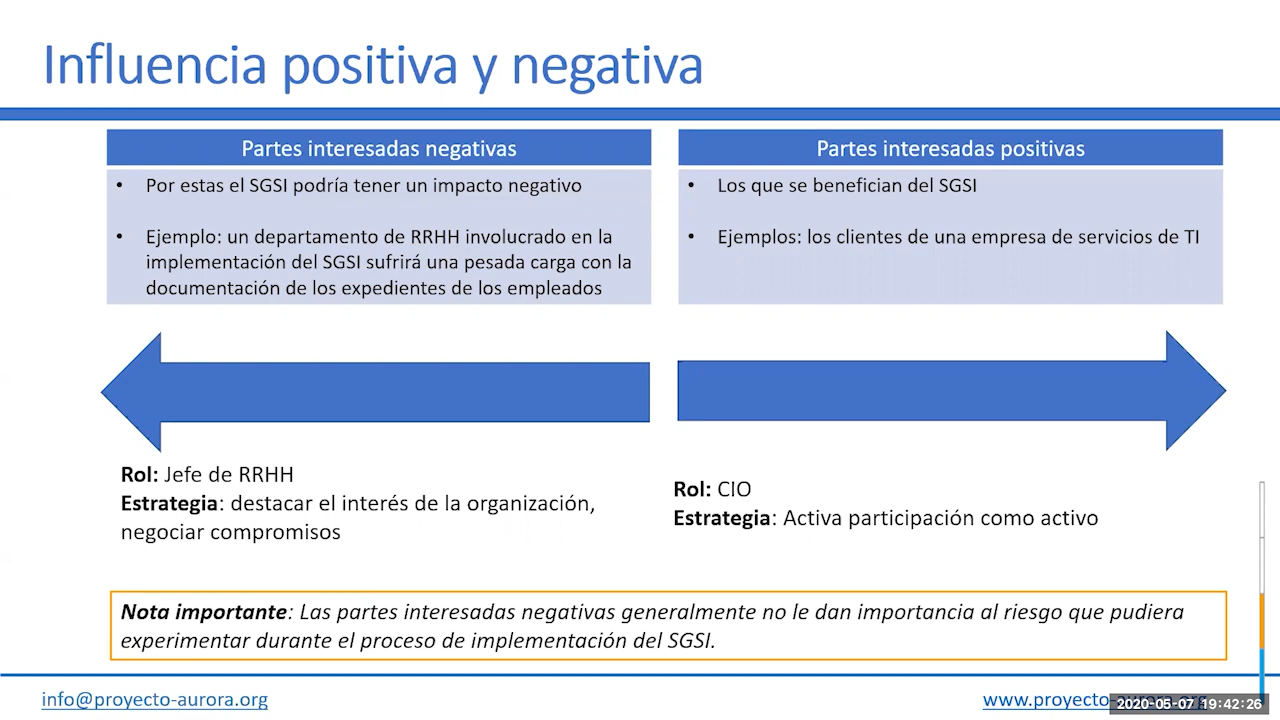 Influencia positiva y negativa
Partes interesadas negativas
• Por estas el SGSI podría tener un impacto negativo
• Ejemplo: un departamento de RRHH involucrado en la
implementación del SGSI sufrirá una pesada carga con la
documentación de los expedientes de los empleados
Partes interesadas positivas
• Los que se benefician del SGSI
• Ejemplos: los clientes de una empresa de servicios de TI
Rol: Jefe de RRHH
Estrategia: destacar el interés de la organización,
negociar compromisos
Rol: CIO
Estrategia: Activa participación como activo
Nota importante: Las partes interesadas negativas generalmente no le dan importancia al riesgo que pudiera
experimentar durante el proceso de implementación del SGSI.
info@proyecto-aurora.org
www.proyecto-aurora.org
2020-05-07 19:42:26